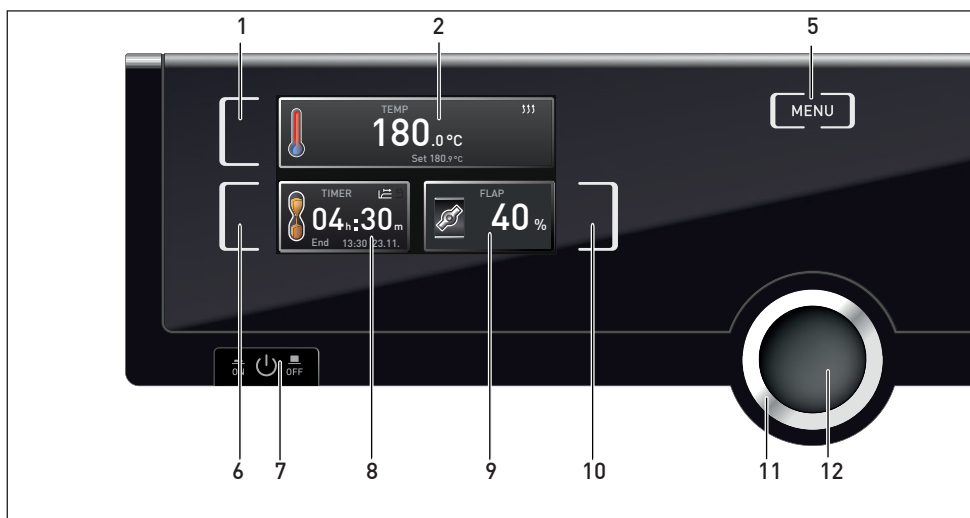 1 2 5
TEMP
180.0°C
Set 180.9°C
MENU
TIMER
04h:30m
End 13:30 23.11.
FLAP
40 %
ON OFF
6 7 8 9 10 11 12